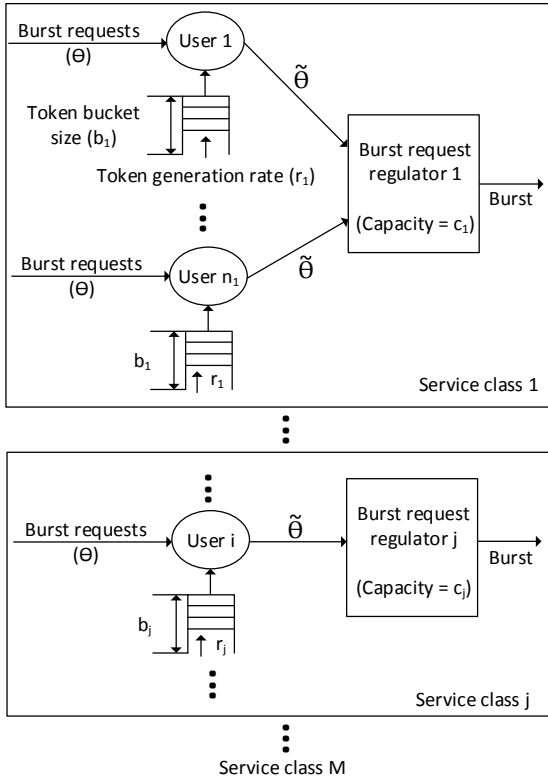 Burst requests
(Ѳ)
User 1
Ѳ̃
Token bucket
size (b₁)
Token generation rate (r₁)
Burst request
regulator 1
(Capacity = c₁)
Burst
Burst requests
(Ѳ)
User n₁
Ѳ̃
b₁
r₁
Service class 1
Burst requests
(Ѳ)
User i
Ѳ̃
Burst request
regulator j
(Capacity = cⱼ)
Burst
bⱼ
rⱼ
Service class j
Service class M